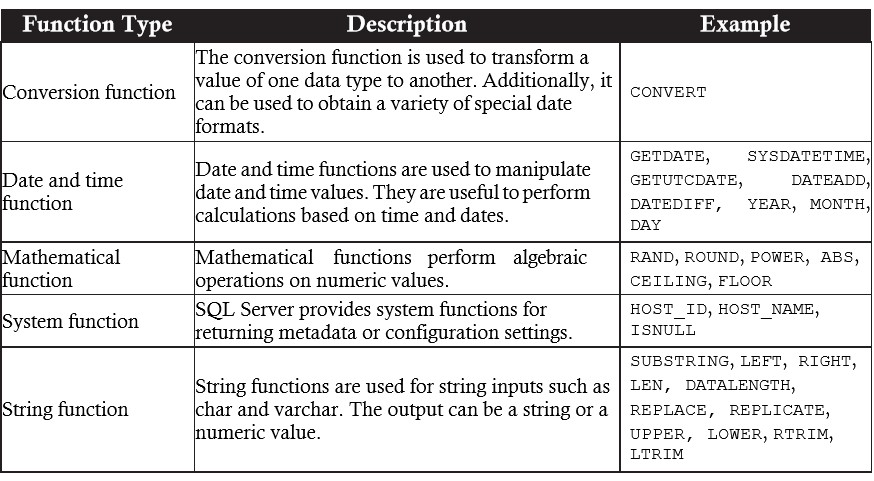 Function Type Description Example
Conversion function
The conversion function is used to transform a
value of one data type to another. Additionally, it
can be used to obtain a variety of special date
formats.
CONVERT
Date and time
function
Date and time functions are used to manipulate
date and time values. They are useful to perform
calculations based on time and dates.
GETDATE, SYSDATETIME,
GETUTCDATE, DATEADD,
DATEDIFF, YEAR, MONTH,
DAY
Mathematical
function
Mathematical functions perform algebraic
operations on numeric values.
RAND, ROUND, POWER, ABS,
CEILING, FLOOR
System function
SQL Server provides system functions for
returning metadata or configuration settings.
HOST_ID, HOST_NAME,
ISNULL
String function
String functions are used for string inputs such as
char and varchar. The output can be a string or a
numeric value.
SUBSTRING, LEFT, RIGHT,
LEN, DATALENGTH,
REPLACE, REPLICATE,
UPPER, LOWER, RTRIM,
LTRIM